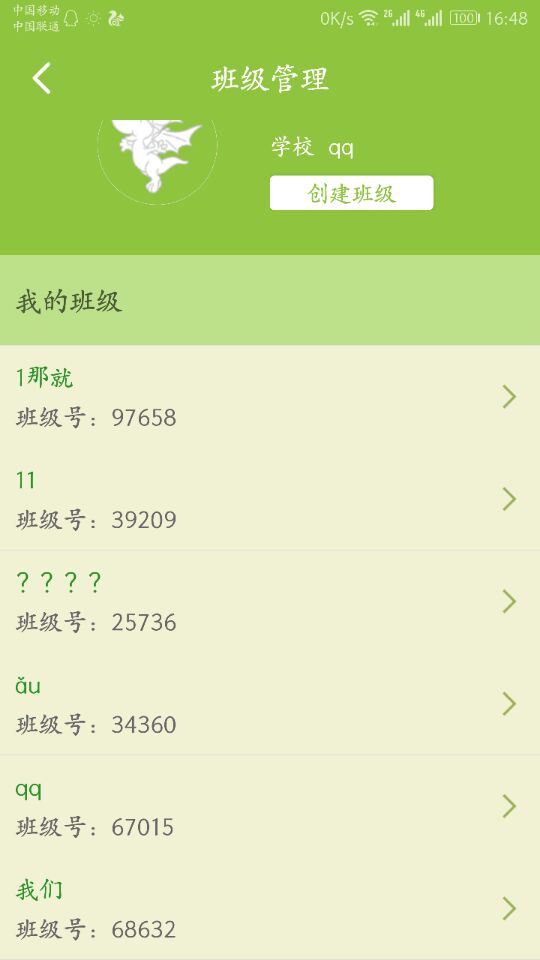 中国移动
中国联通
0K/s 2G 4G 100 16:48
班级管理
学校 qq
创建班级
我的班级
1那就
班级号：97658
11
班级号：39209
？？？？
班级号：25736
ǎu
班级号：34360
qq
班级号：67015
我们
班级号：68632